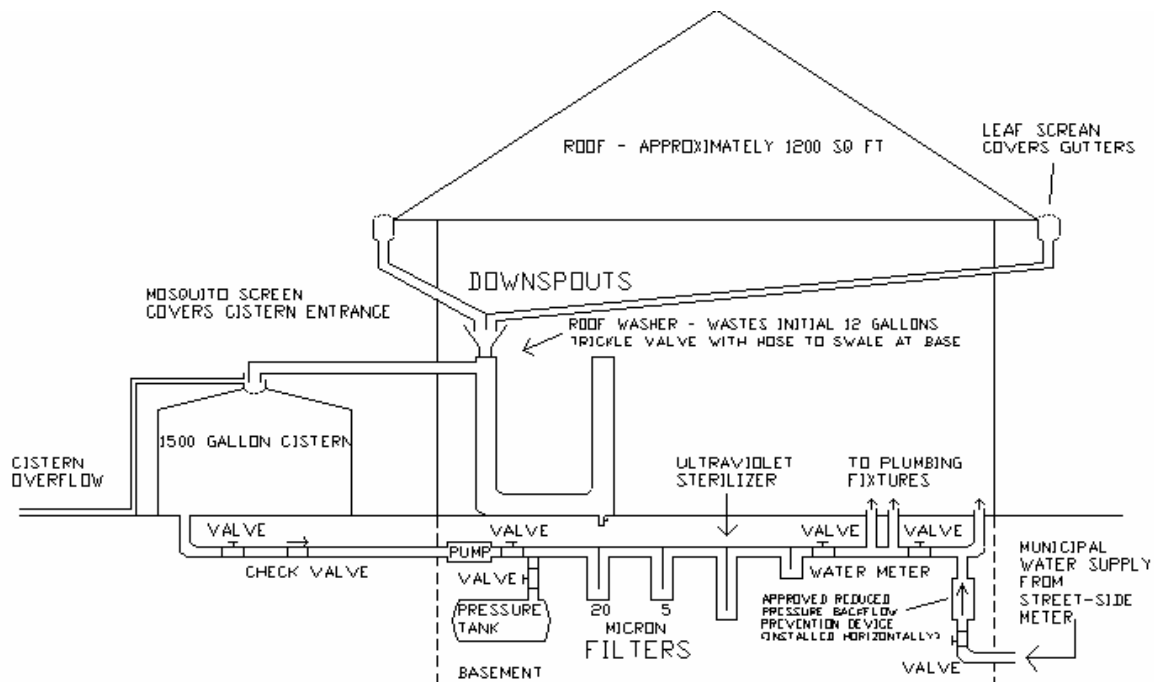 ROOF - APPROXIMATELY 1200 SQ FT
LEAF SCREAN
COVERS GUTTERS
DOWNSPOUTS
MOSQUITO SCREEN
COVERS CISTERN ENTRANCE
ROOF WASHER - WASTES INITIAL 12 GALLONS
TRICKLE VALVE WITH HOSE TO SWALE AT BASE
1500 GALLON CISTERN
CISTERN
OVERFLOW
ULTRAVIOLET
STERILIZER
TO PLUMBING
FIXTURES
VALVE
VALVE
VALVE
VALVE
PUMP
CHECK VALVE
VALVE
WATER METER
MUNICIPAL
WATER SUPPLY
FROM
STREET-SIDE
METER
PRESSURE
TANK
20
5
MICRON
FILTERS
APPROVED REDUCED
PRESSURE BACKFLOW
PREVENTION DEVICE
(INSTALLED HORIZONTALLY)
VALVE
BASEMENT